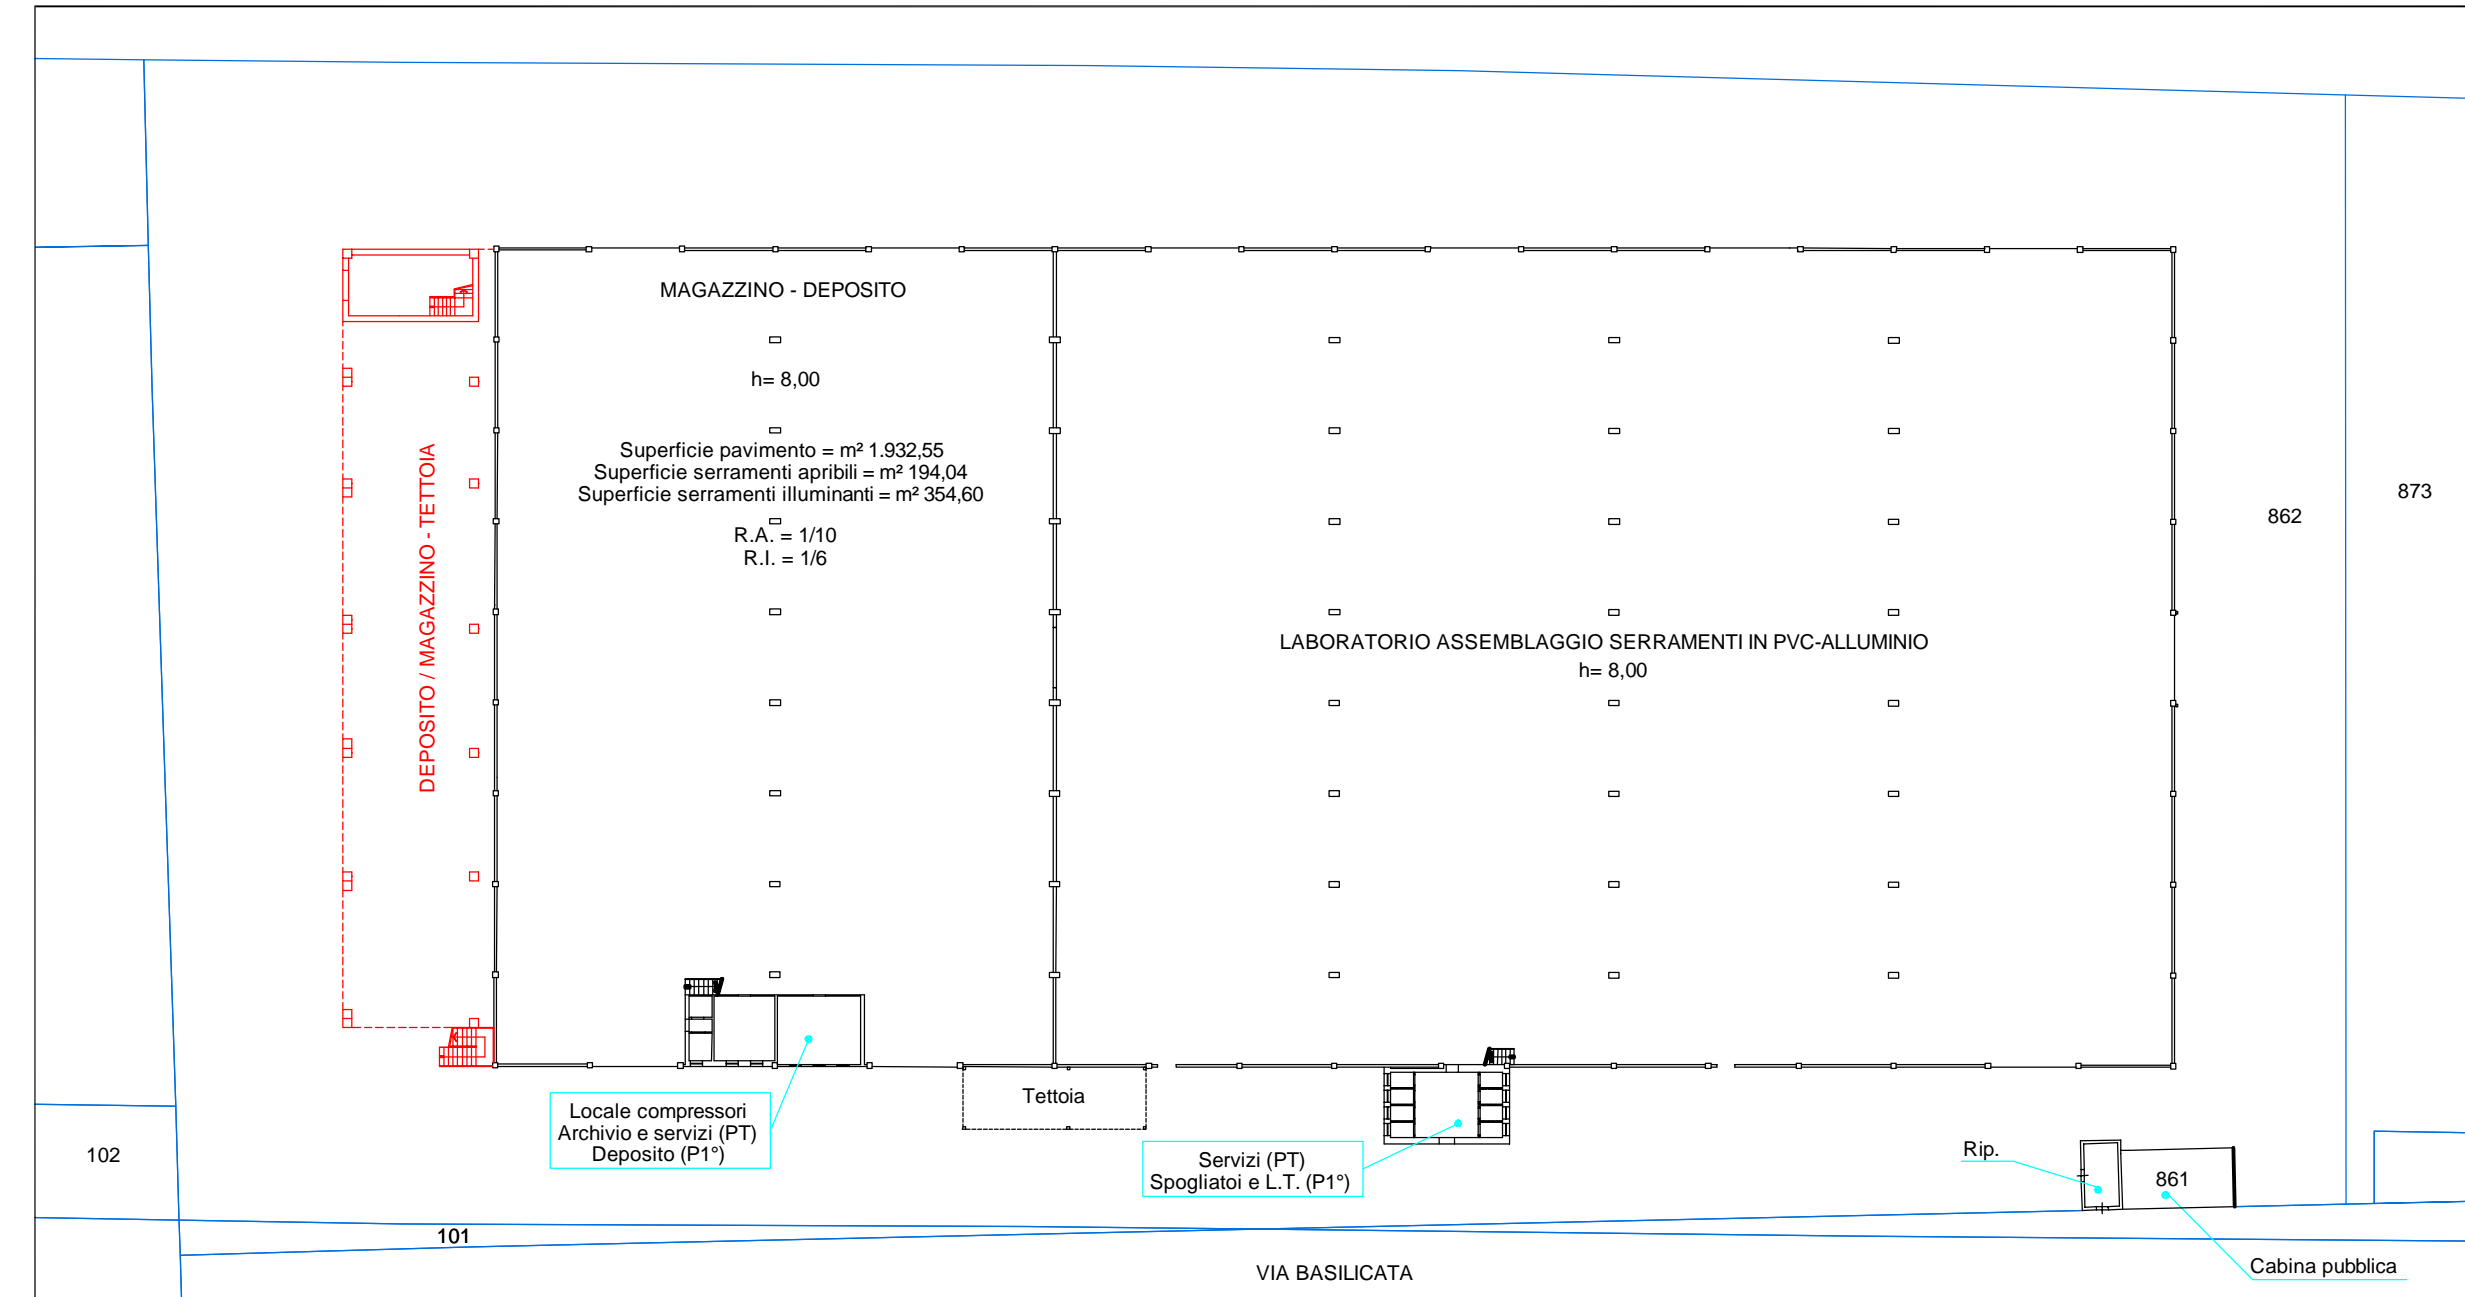 MAGAZZINO - DEPOSITO
h= 8,00
Superficie pavimento = m² 1.932,55
Superficie serramenti apribili = m² 194,04
Superficie serramenti illuminanti = m² 354,60
R.A. = 1/10
R.I. = 1/6
DEPOSITO / MAGAZZINO - TETTOIA
LABORATORIO ASSEMBLAGGIO SERRAMENTI IN PVC-ALLUMINIO
h= 8,00
862
873
Locale compressori
Archivio e servizi (PT)
Deposito (P1°)
Tettoia
Servizi (PT)
Spogliatoi e L.T. (P1°)
Rip.
861
Cabina pubblica
102
101
VIA BASILICATA